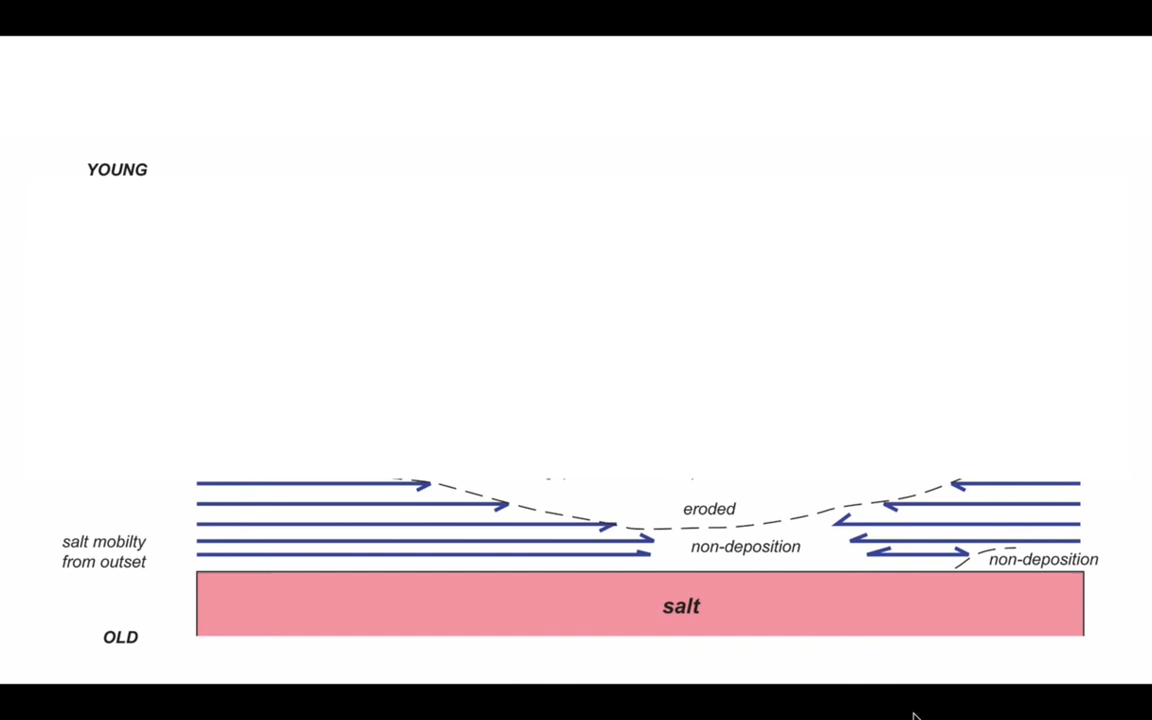 YOUNG
eroded
salt mobilty
from outset
non-deposition
non-deposition
salt
OLD